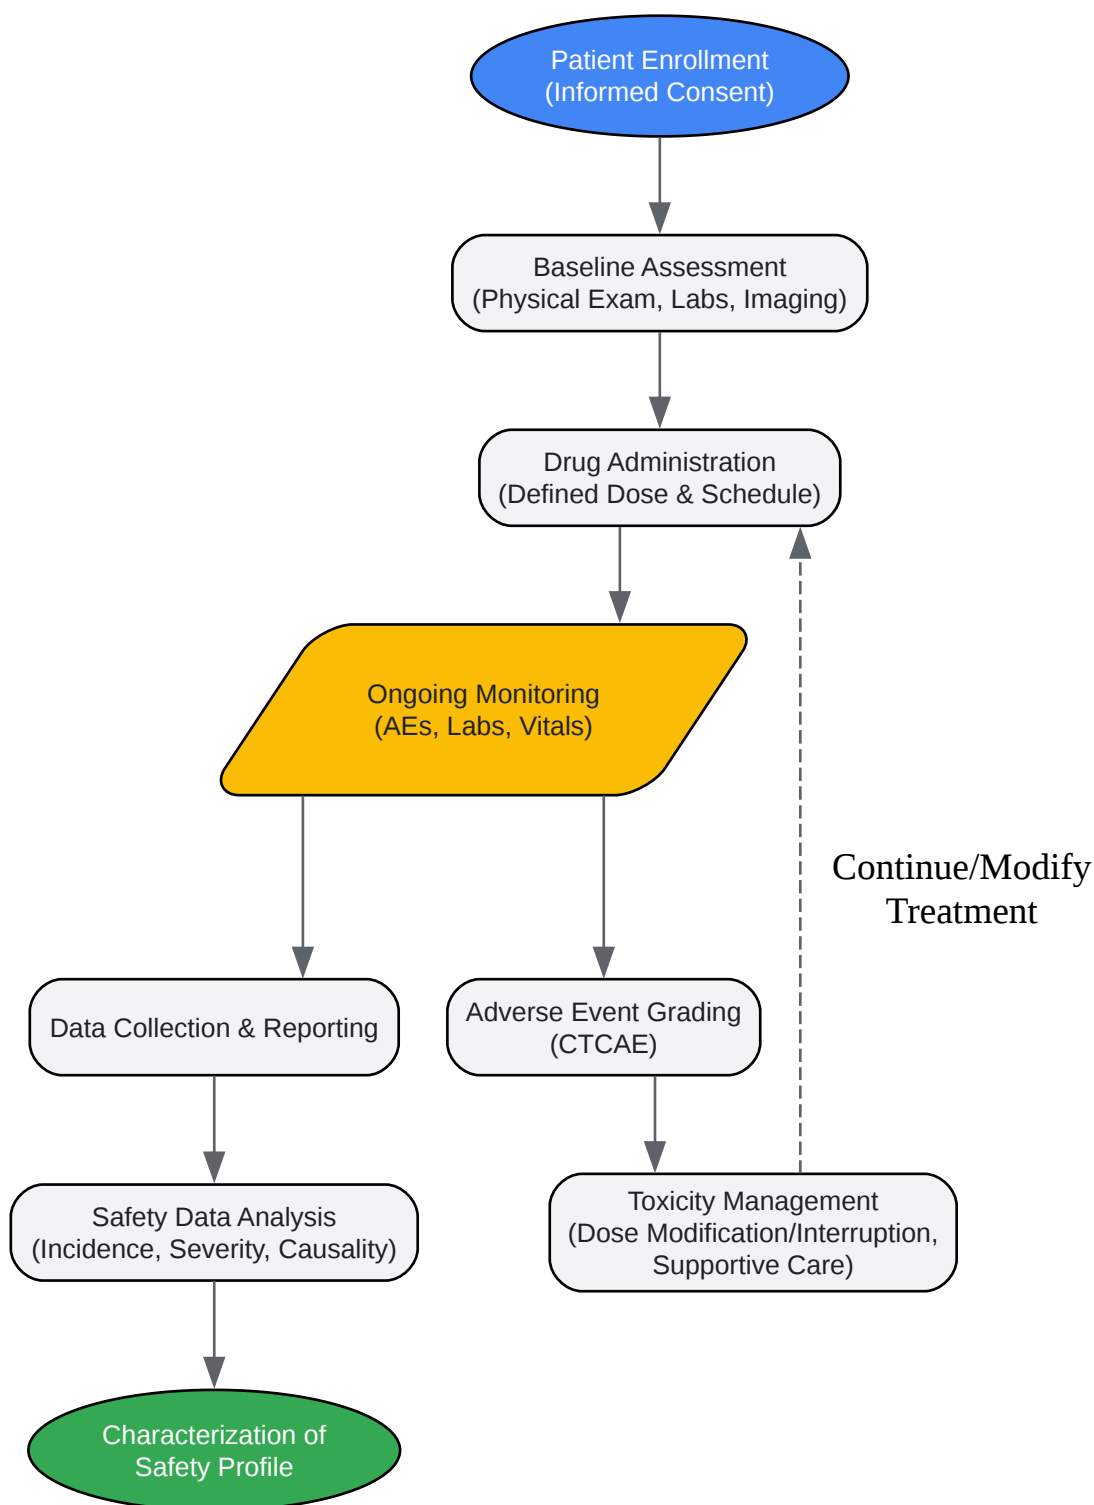 Patient Enrollment
(Informed Consent)
Baseline Assessment
(Physical Exam, Labs, Imaging)
Drug Administration
(Defined Dose & Schedule)
Ongoing Monitoring
(AEs, Labs, Vitals)
Continue/Modify
Treatment
Data Collection & Reporting
Adverse Event Grading
(CTCAE)
Safety Data Analysis
(Incidence, Severity, Causality)
Toxicity Management
(Dose Modification/Interruption,
Supportive Care)
Characterization of
Safety Profile